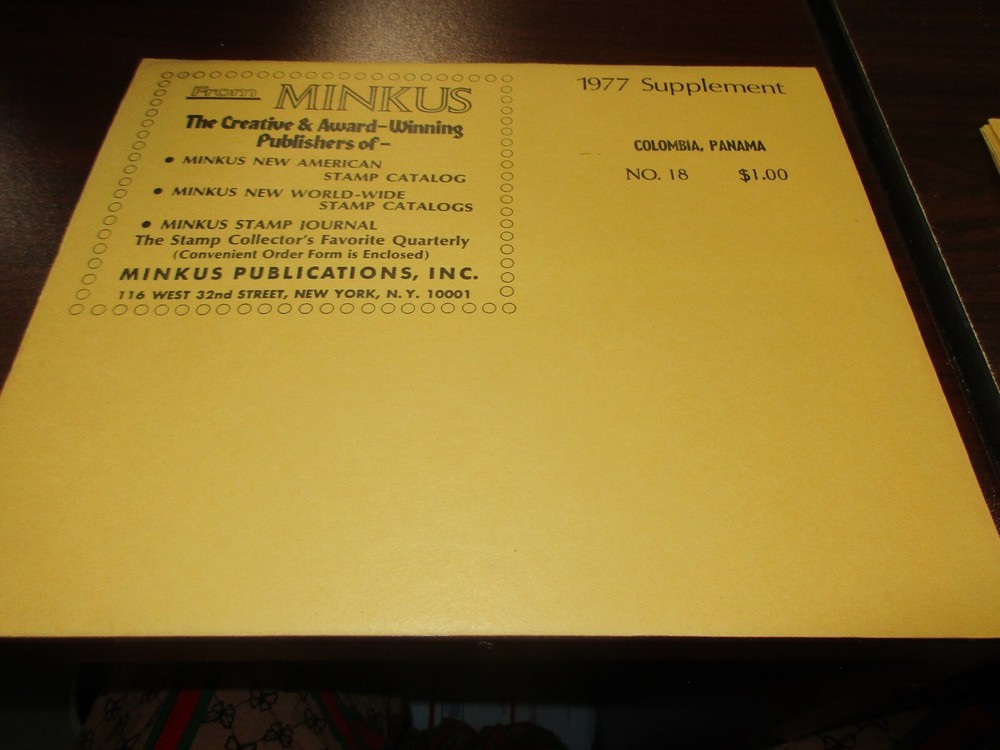 From MINKUS
The Creative & Award-Winning
Publishers of-
• MINKUS NEW AMERICAN
STAMP CATALOG
• MINKUS NEW WORLD-WIDE
STAMP CATALOGS
• MINKUS STAMP JOURNAL
The Stamp Collector's Favorite Quarterly
(Convenient Order Form is Enclosed)
MINKUS PUBLICATIONS, INC.
116 WEST 32nd STREET, NEW YORK, N.Y. 10001
1977 Supplement
COLOMBIA, PANAMA
NO. 18 $1.00